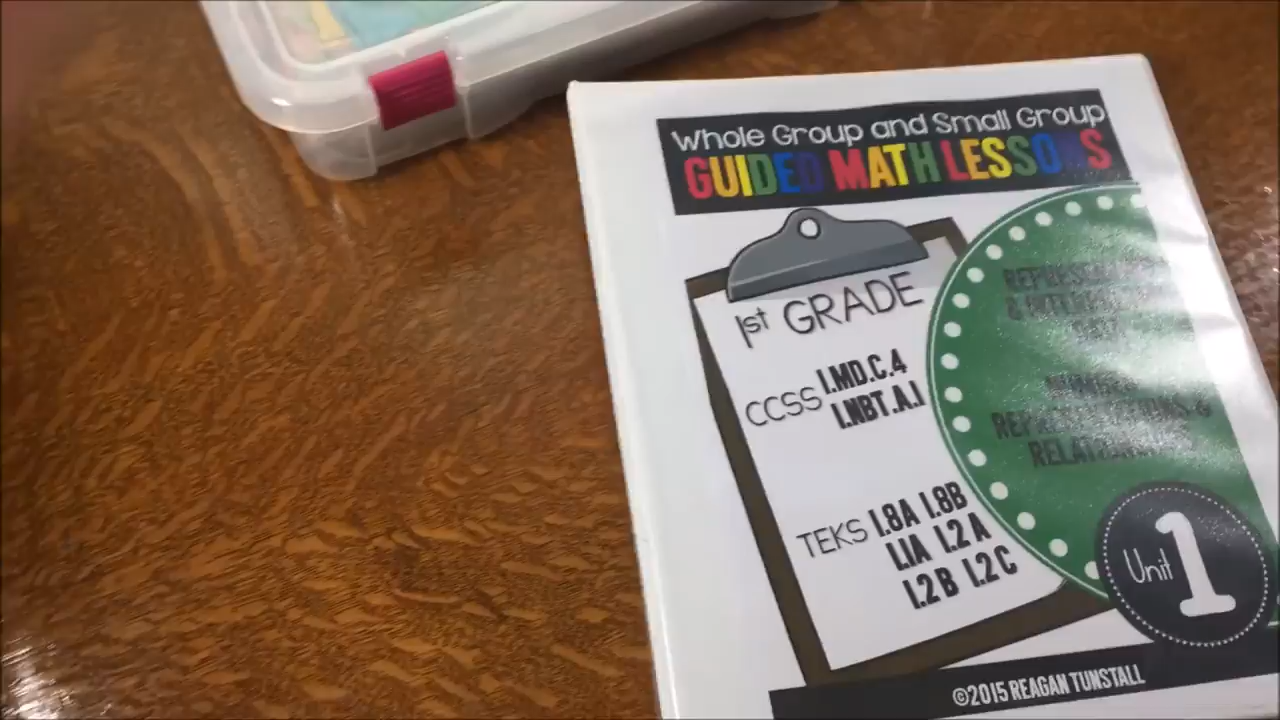 Whole Group and Small Group
GUIDED MATH LESSONS
1st GRADE
CCSS 1.MD.C.4
1.NBT.A.1
TEKS 1.8A 1.8B
1.1A 1.2A
1.2B 1.2C
Unit 1
©2015 REAGAN TUNSTALL